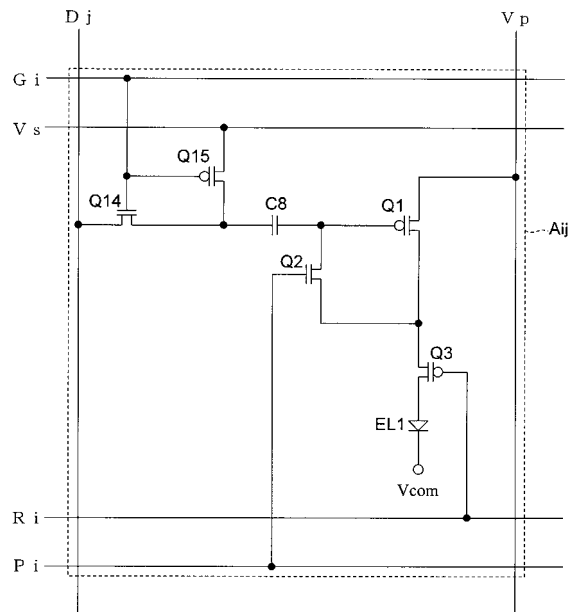 D j
V p
G i
V s
Q15
Q14
C8
Q1
Aij
Q2
Q3
EL1
Vcom
R i
P i